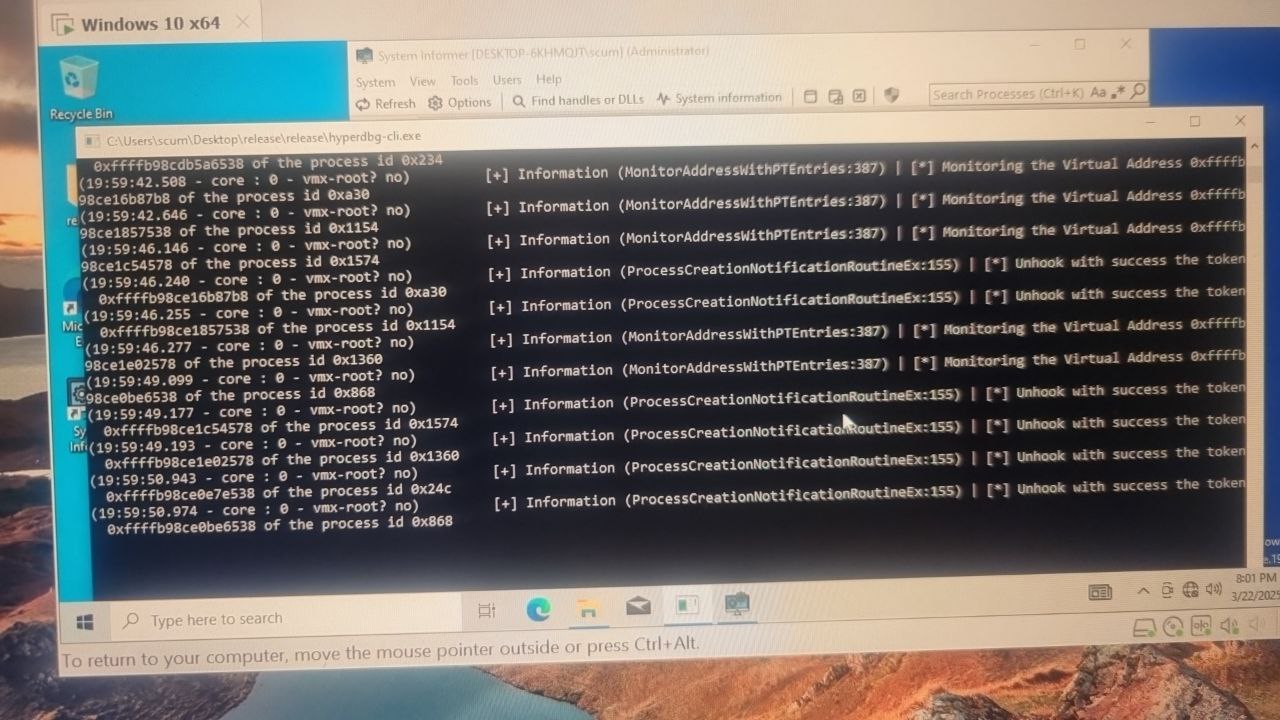 Windows 10 x64
Recycle Bin
System Informer [DESKTOP-6KHMQJT\scum] (Administrator)
System View Tools Users Help
Refresh Options Find handles or DLLs System information Search Processes (Ctrl+K) Aa .*
C:\Users\scum\Desktop\release\release\hyperdbg-cli.exe
0xffffb98cdb5a6538 of the process id 0x234
(19:59:42.508 - core : 0 - vmx-root? no) [+] Information (MonitorAddressWithPTEntries:387) | [*] Monitoring the Virtual Address 0xffffb
98ce16b87b8 of the process id 0xa30
(19:59:42.646 - core : 0 - vmx-root? no) [+] Information (MonitorAddressWithPTEntries:387) | [*] Monitoring the Virtual Address 0xffffb
98ce1857538 of the process id 0x1154
(19:59:46.146 - core : 0 - vmx-root? no) [+] Information (MonitorAddressWithPTEntries:387) | [*] Monitoring the Virtual Address 0xffffb
98ce1c54578 of the process id 0x1574
(19:59:46.240 - core : 0 - vmx-root? no) [+] Information (ProcessCreationNotificationRoutineEx:155) | [*] Unhook with success the token
0xffffb98ce16b87b8 of the process id 0xa30
(19:59:46.255 - core : 0 - vmx-root? no) [+] Information (ProcessCreationNotificationRoutineEx:155) | [*] Unhook with success the token
0xffffb98ce1857538 of the process id 0x1154
(19:59:46.277 - core : 0 - vmx-root? no) [+] Information (MonitorAddressWithPTEntries:387) | [*] Monitoring the Virtual Address 0xffffb
98ce1e02578 of the process id 0x1360
(19:59:49.099 - core : 0 - vmx-root? no) [+] Information (MonitorAddressWithPTEntries:387) | [*] Monitoring the Virtual Address 0xffffb
98ce0be6538 of the process id 0x868
(19:59:49.177 - core : 0 - vmx-root? no) [+] Information (ProcessCreationNotificationRoutineEx:155) | [*] Unhook with success the token
0xffffb98ce1c54578 of the process id 0x1574
(19:59:49.193 - core : 0 - vmx-root? no) [+] Information (ProcessCreationNotificationRoutineEx:155) | [*] Unhook with success the token
0xffffb98ce1e02578 of the process id 0x1360
(19:59:50.943 - core : 0 - vmx-root? no) [+] Information (ProcessCreationNotificationRoutineEx:155) | [*] Unhook with success the token
0xffffb98ce0e7e538 of the process id 0x24c
(19:59:50.974 - core : 0 - vmx-root? no) [+] Information (ProcessCreationNotificationRoutineEx:155) | [*] Unhook with success the token
0xffffb98ce0be6538 of the process id 0x868
re
Mic
E
Sy
Inf
Type here to search
8:01 PM
3/22/2025
To return to your computer, move the mouse pointer outside or press Ctrl+Alt.